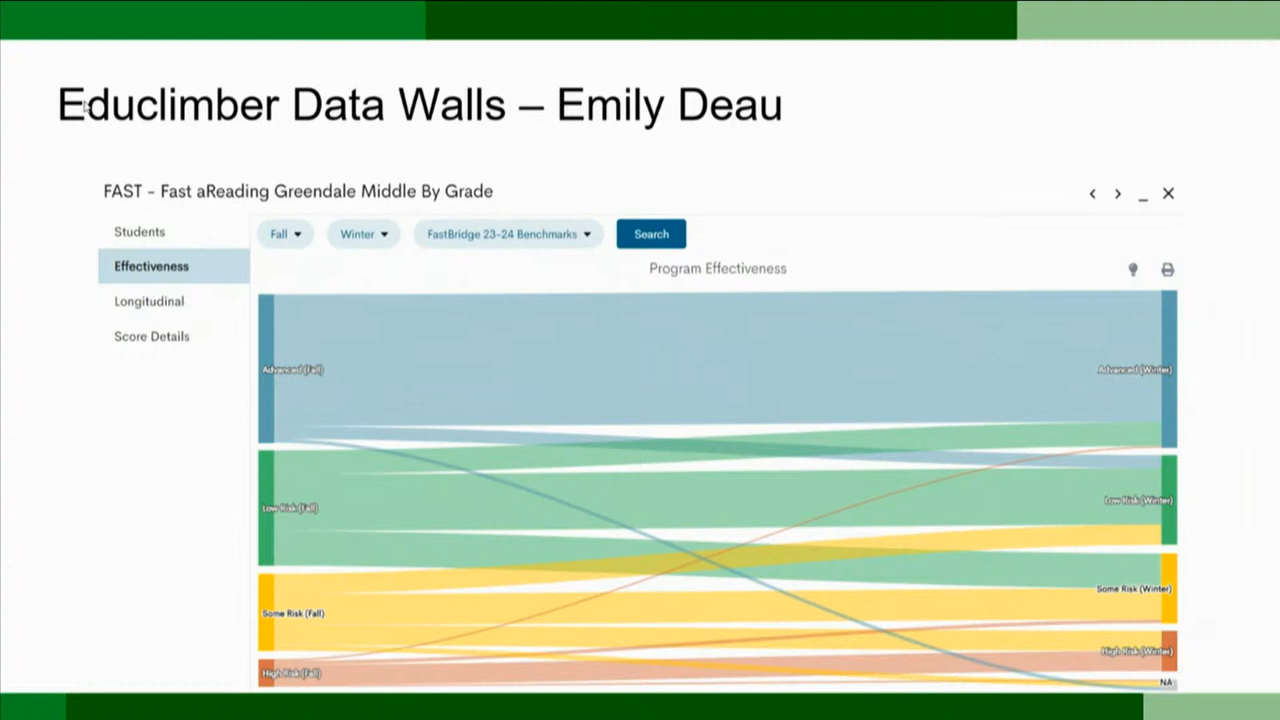 Educlimber Data Walls – Emily Deau
FAST - Fast aReading Greendale Middle By Grade
Students
Effectiveness
Longitudinal
Score Details
Fall
Winter
FastBridge 23-24 Benchmarks
Search
Program Effectiveness
Advanced (Fall)
Advanced (Winter)
Low Risk (Fall)
Low Risk (Winter)
Some Risk (Fall)
Some Risk (Winter)
High Risk (Fall)
High Risk (Winter)
NA